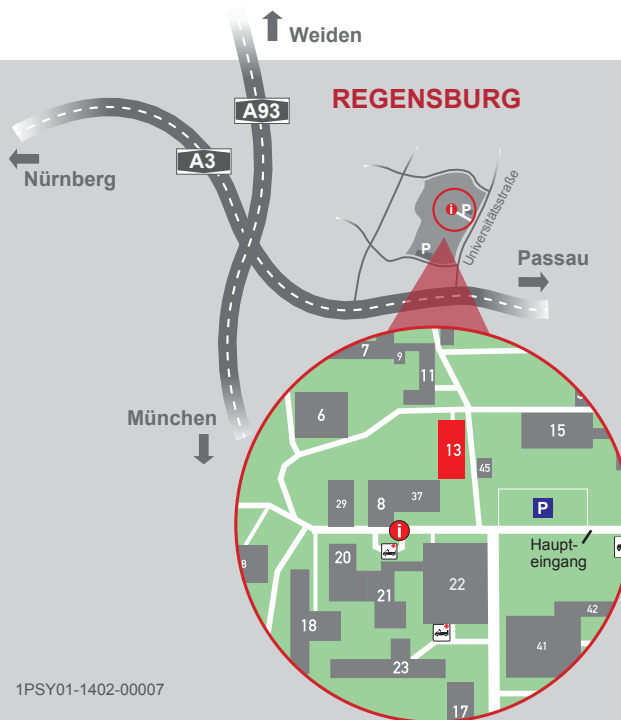 Weiden
REGENSBURG
A93
A3
Nürnberg
Universitätsstraße
i
P
P
Passau
München
7
9
11
6
13
15
45
29
8
37
P
i
Haupt-
eingang
20
22
21
8
18
42
41
23
17
1PSY01-1402-00007